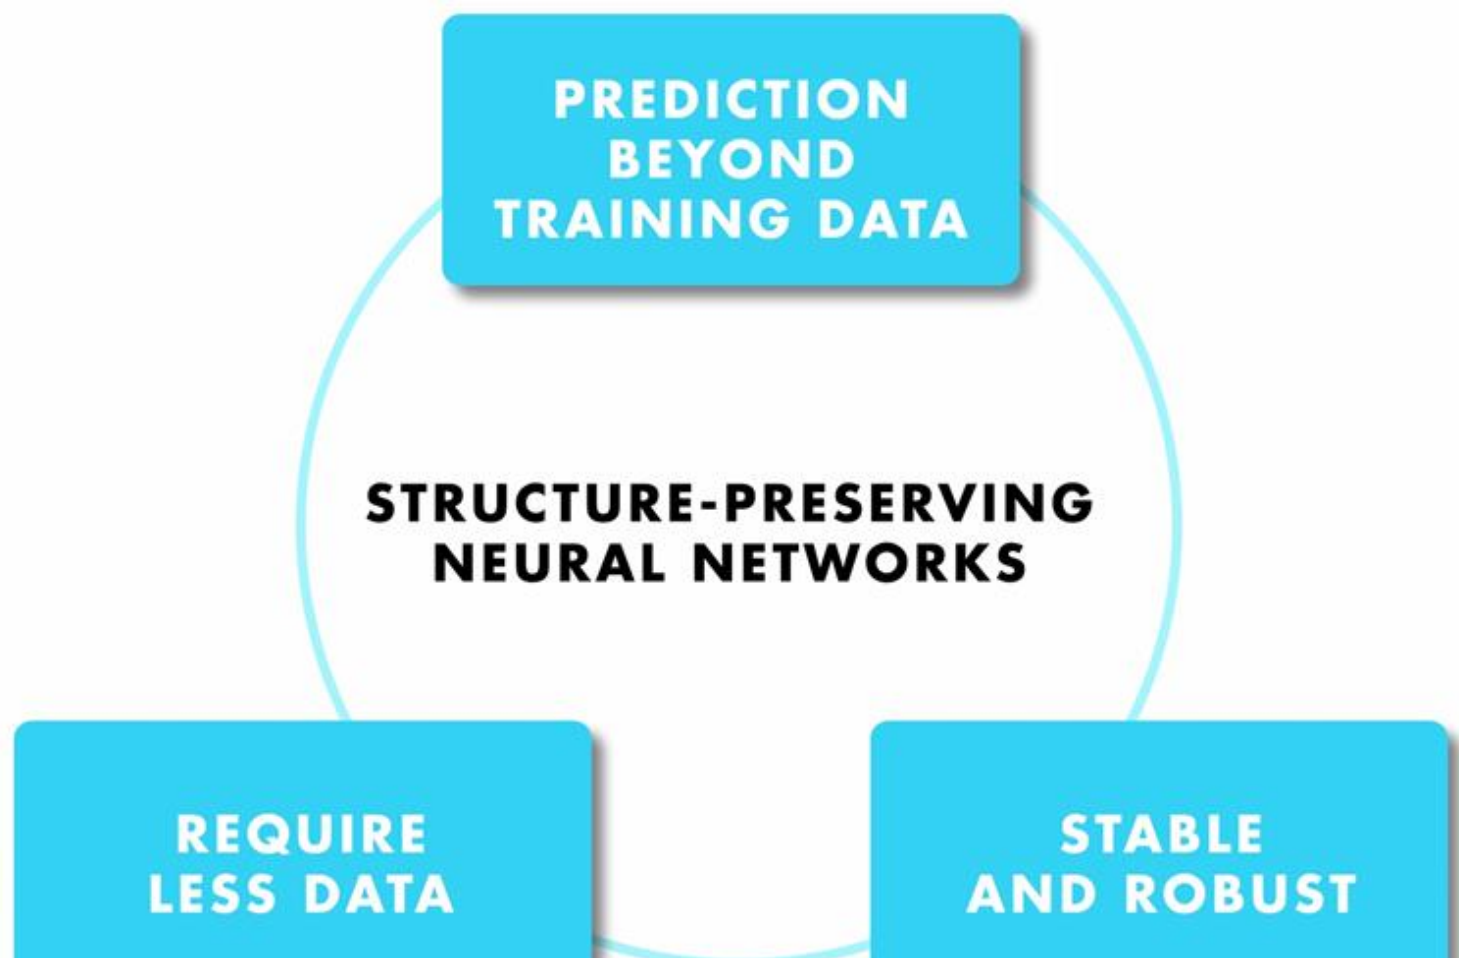 PREDICTION
BEYOND
TRAINING DATA
STRUCTURE-PRESERVING
NEURAL NETWORKS
REQUIRE
LESS DATA
STABLE
AND ROBUST